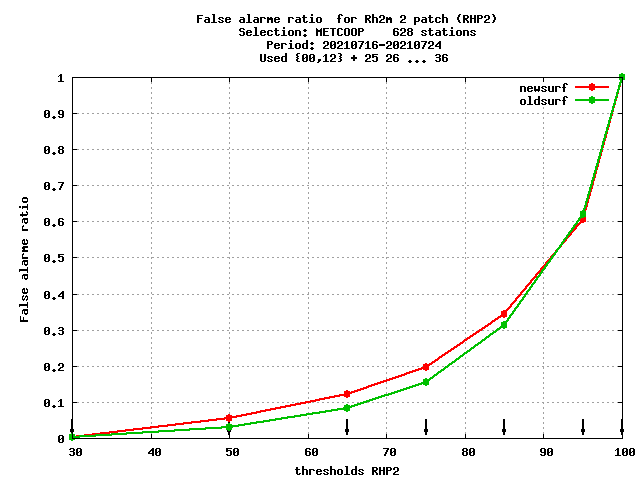 False alarme ratio  for Rh2m 2 patch (RHP2)
Selection: METCOOP    628 stations
Period: 20210716-20210724
Used {00,12} + 25 26 ... 36
newsurf
oldsurf
1
0.9
0.8
0.7
0.6
0.5
0.4
0.3
0.2
0.1
0
False alarme ratio
30 40 50 60 70 80 90 100
thresholds RHP2